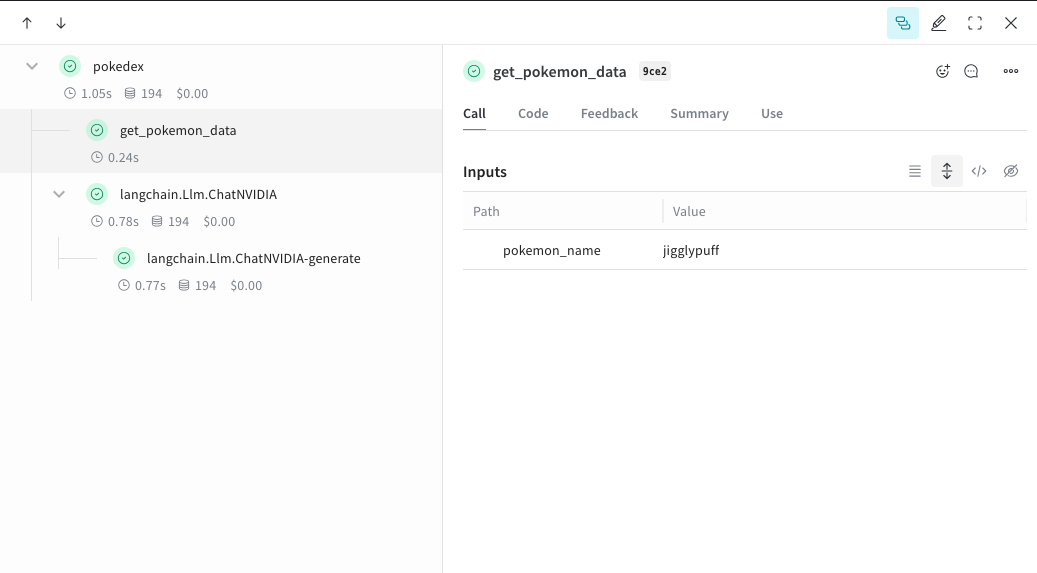 pokedex
1.05s 194 $0.00
get_pokemon_data
0.24s
langchain.Llm.ChatNVIDIA
0.78s 194 $0.00
langchain.Llm.ChatNVIDIA-generate
0.77s 194 $0.00
get_pokemon_data 9ce2
Call Code Feedback Summary Use
Inputs
Path Value
pokemon_name jigglypuff